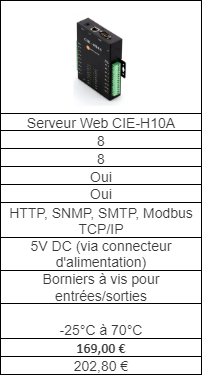 Serveur Web CIE-H10A
8
8
Oui
Oui
HTTP, SNMP, SMTP, Modbus
TCP/IP
5V DC (via connecteur
d'alimentation)
Borniers à vis pour
entrées/sorties
-25°C à 70°C
169,00 €
202,80 €